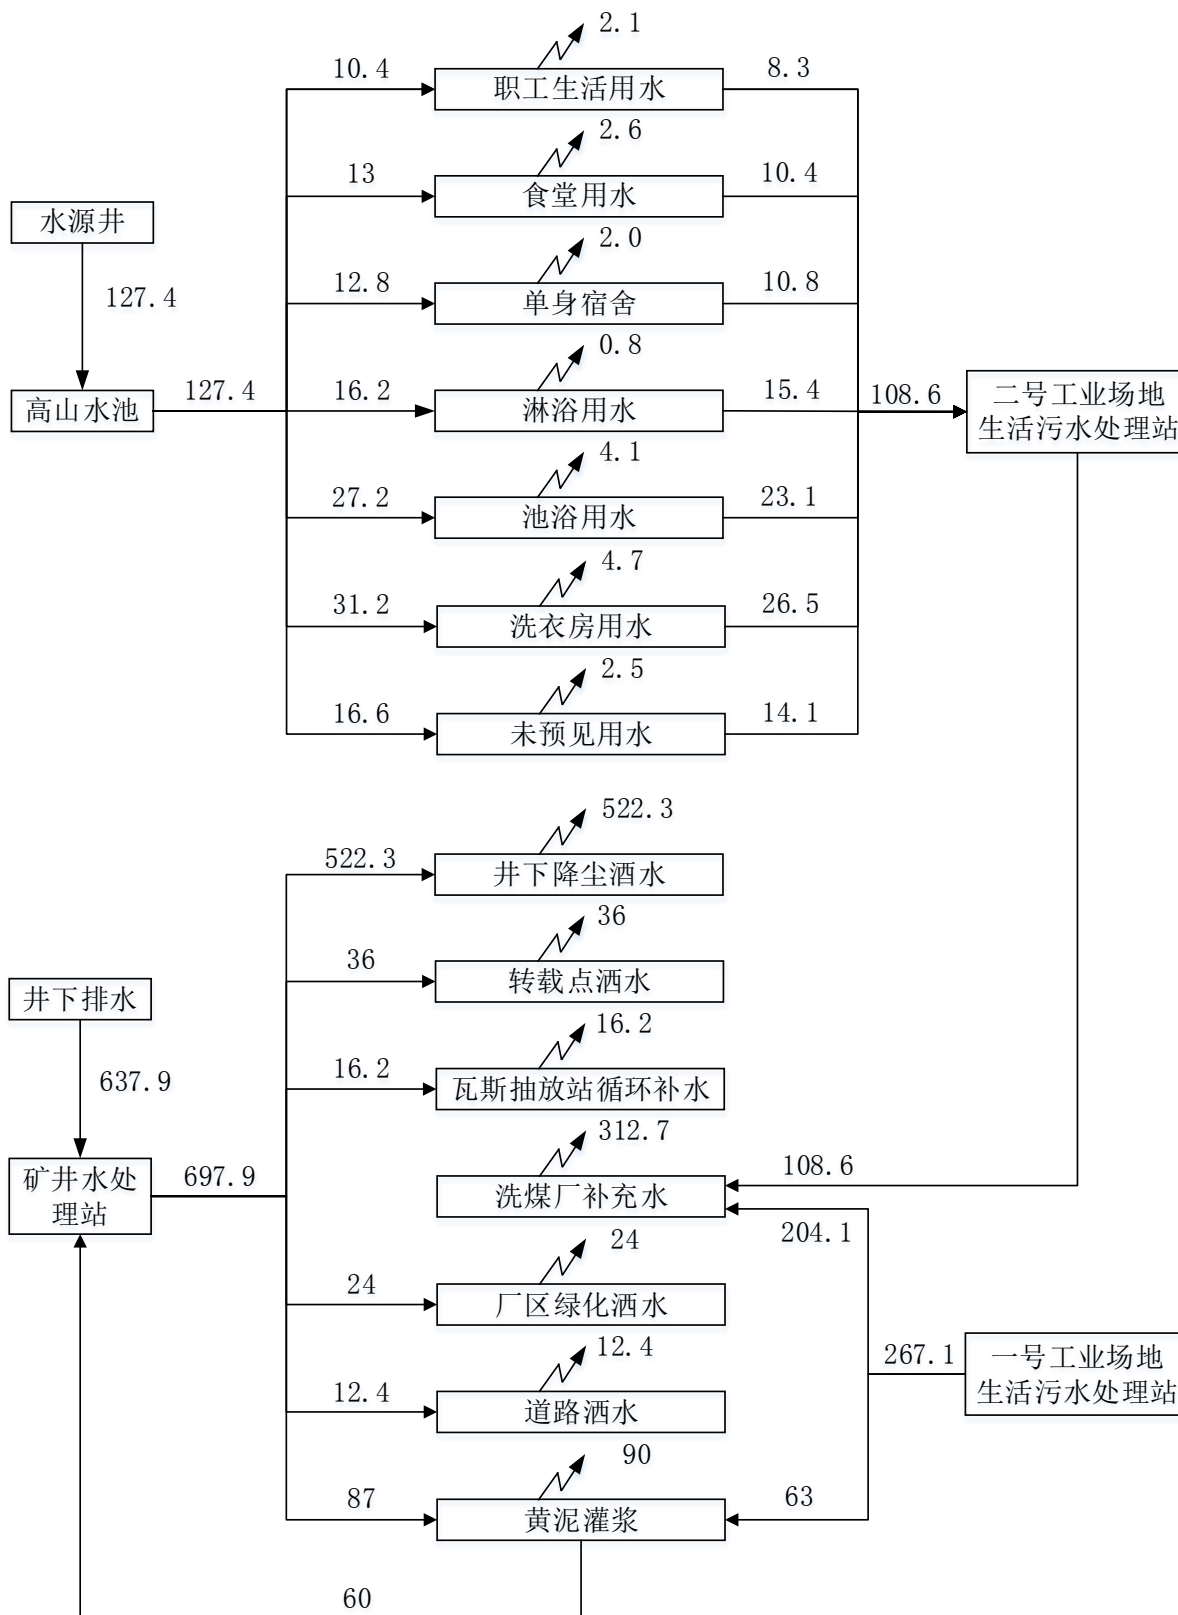 2.1
10.4
职工生活用水
8.3
2.6
13
食堂用水
10.4
水源井
2.0
127.4
12.8
单身宿舍
10.8
0.8
高山水池
127.4
16.2
淋浴用水
15.4
108.6
二号工业场地
生活污水处理站
4.1
27.2
池浴用水
23.1
4.7
31.2
洗衣房用水
26.5
2.5
16.6
未预见用水
14.1
522.3
522.3
井下降尘洒水
36
36
转载点洒水
井下排水
16.2
637.9
16.2
瓦斯抽放站循环补水
312.7
矿井水处
理站
697.9
洗煤厂补充水
108.6
204.1
24
24
厂区绿化洒水
12.4
267.1
一号工业场地
生活污水处理站
12.4
道路洒水
90
87
黄泥灌浆
63
60